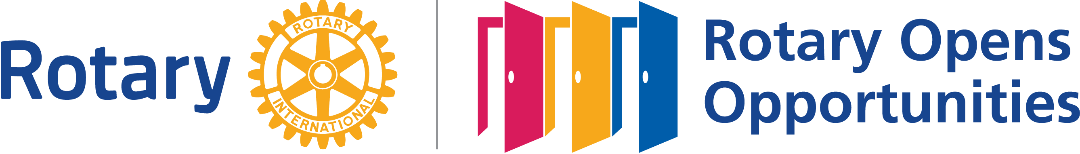 Rotary
ROTARY
INTERNATIONAL
Rotary Opens
Opportunities